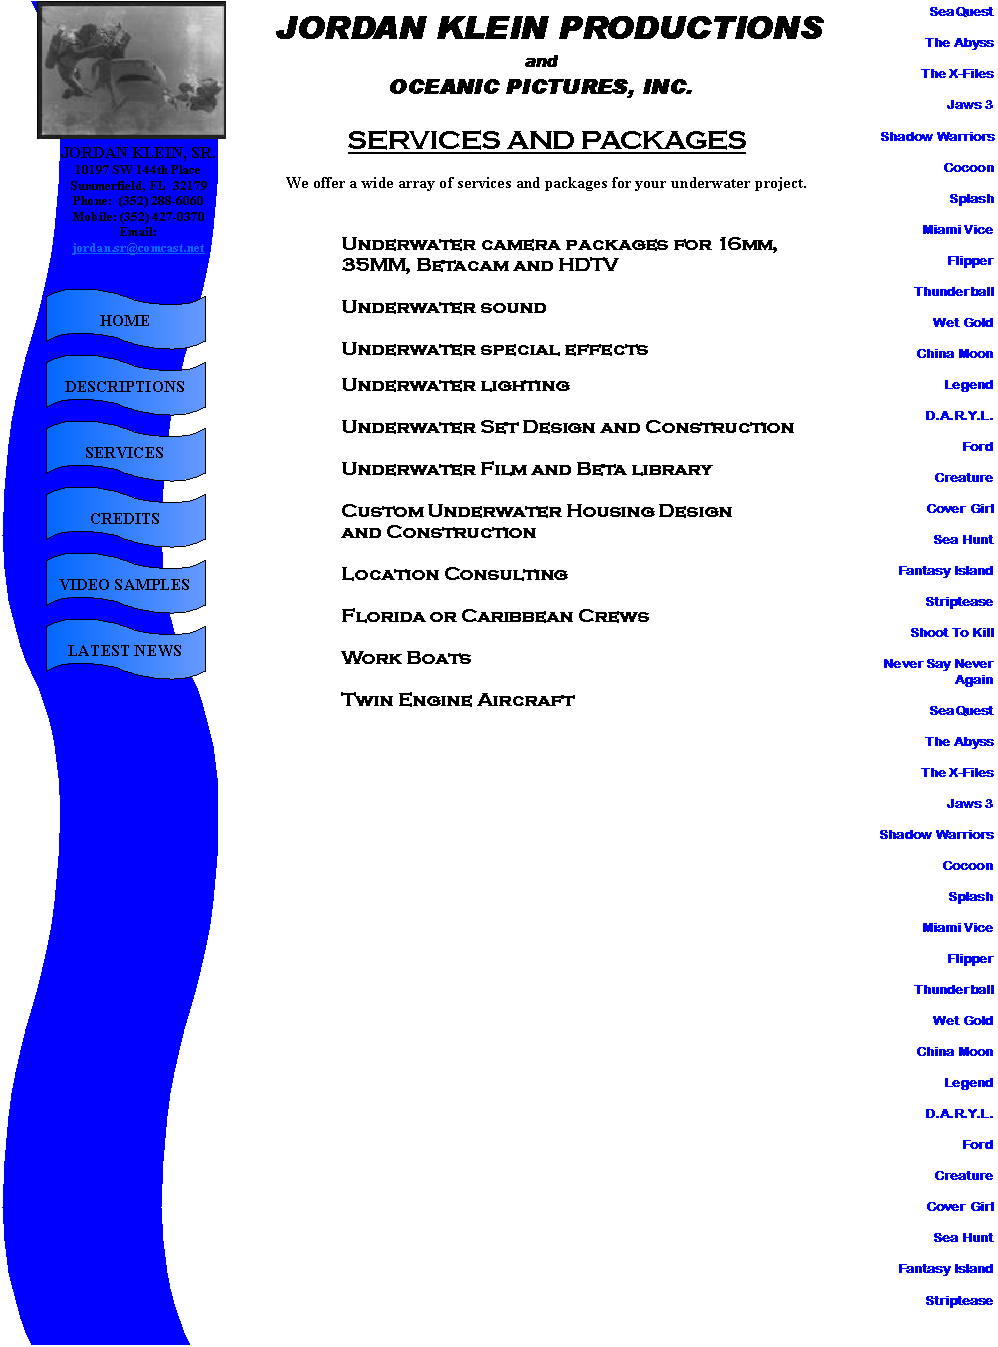 JORDAN KLEIN PRODUCTIONS
and
OCEANIC PICTURES, INC.
JORDAN KLEIN, SR.
10197 SW 144th Place
Summerfield, FL 32179
Phone: (352) 288-6060
Mobile: (352) 427-0370
Email:
jordan.sr@comcast.net
HOME
DESCRIPTIONS
SERVICES
CREDITS
VIDEO SAMPLES
LATEST NEWS
SERVICES AND PACKAGES
We offer a wide array of services and packages for your underwater project.
Underwater camera packages for 16mm,
35MM, Betacam and HDTV
Underwater sound
Underwater special effects
Underwater lighting
Underwater Set Design and Construction
Underwater Film and Beta library
Custom Underwater Housing Design
and Construction
Location Consulting
Florida or Caribbean Crews
Work Boats
Twin Engine Aircraft
SeaQuest
The Abyss
The X-Files
Jaws 3
Shadow Warriors
Cocoon
Splash
Miami Vice
Flipper
Thunderball
Wet Gold
China Moon
Legend
D.A.R.Y.L.
Ford
Creature
Cover Girl
Sea Hunt
Fantasy Island
Striptease
Shoot To Kill
Never Say Never
Again
SeaQuest
The Abyss
The X-Files
Jaws 3
Shadow Warriors
Cocoon
Splash
Miami Vice
Flipper
Thunderball
Wet Gold
China Moon
Legend
D.A.R.Y.L.
Ford
Creature
Cover Girl
Sea Hunt
Fantasy Island
Striptease